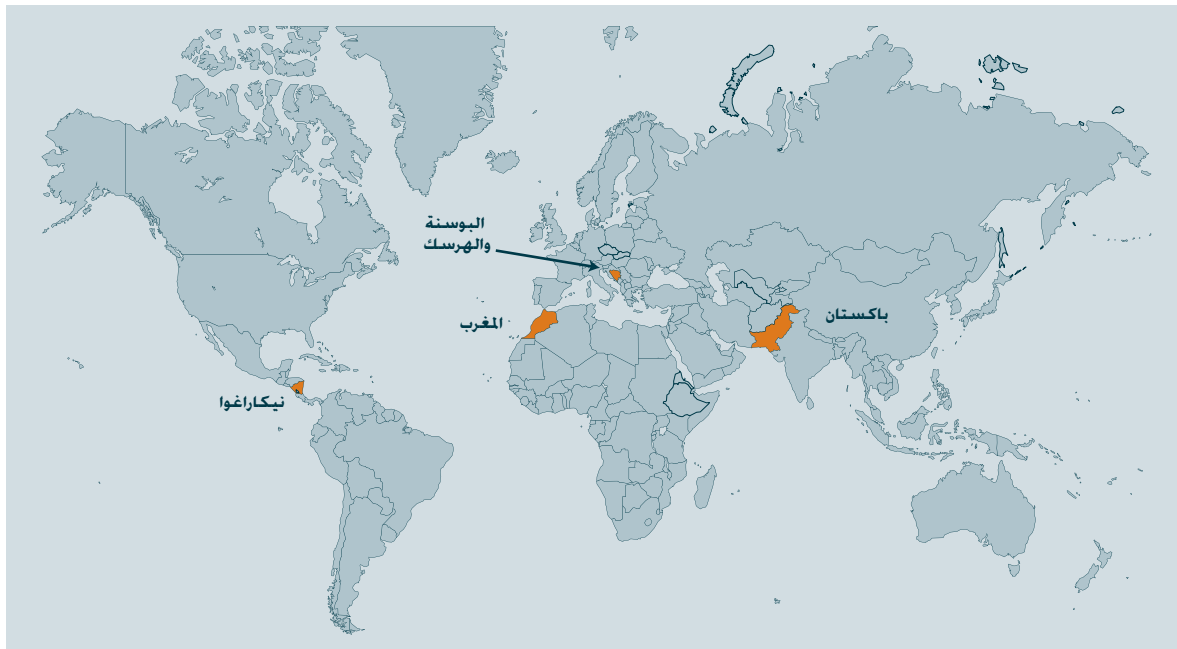 البوسنة
والهرسك
المغرب
باكستان
نيكاراغوا